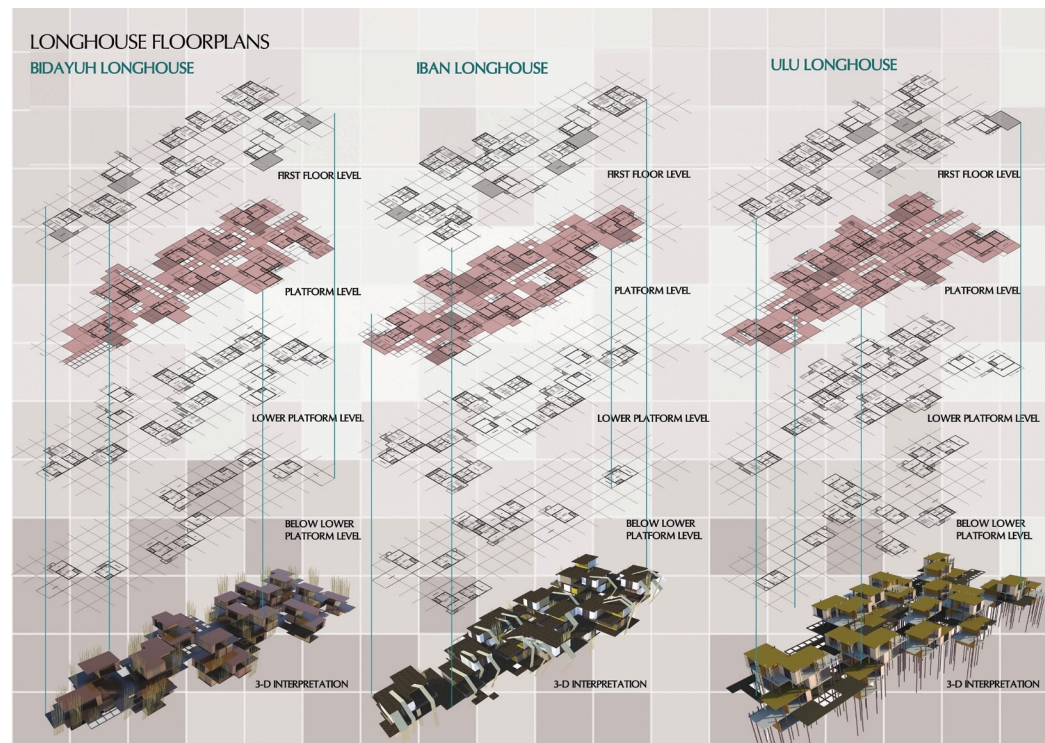 LONGHOUSE FLOORPLANS
BIDAYUH LONGHOUSE
FIRST FLOOR LEVEL
PLATFORM LEVEL
LOWER PLATFORM LEVEL
BELOW LOWER
PLATFORM LEVEL
3-D INTERPRETATION
IBAN LONGHOUSE
FIRST FLOOR LEVEL
PLATFORM LEVEL
LOWER PLATFORM LEVEL
BELOW LOWER
PLATFORM LEVEL
3-D INTERPRETATION
ULU LONGHOUSE
FIRST FLOOR LEVEL
PLATFORM LEVEL
LOWER PLATFORM LEVEL
BELOW LOWER
PLATFORM LEVEL
3-D INTERPRETATION